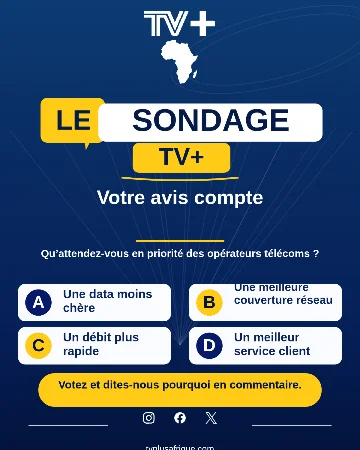 TV+
LE SONDAGE
TV+
Votre avis compte
Qu'attendez-vous en priorité des opérateurs télécoms ?
A Une data moins
chère
B Une meilleure
couverture réseau
C Un débit plus
rapide
D Un meilleur
service client
Votez et dites-nous pourquoi en commentaire.
tvplusafrique.com